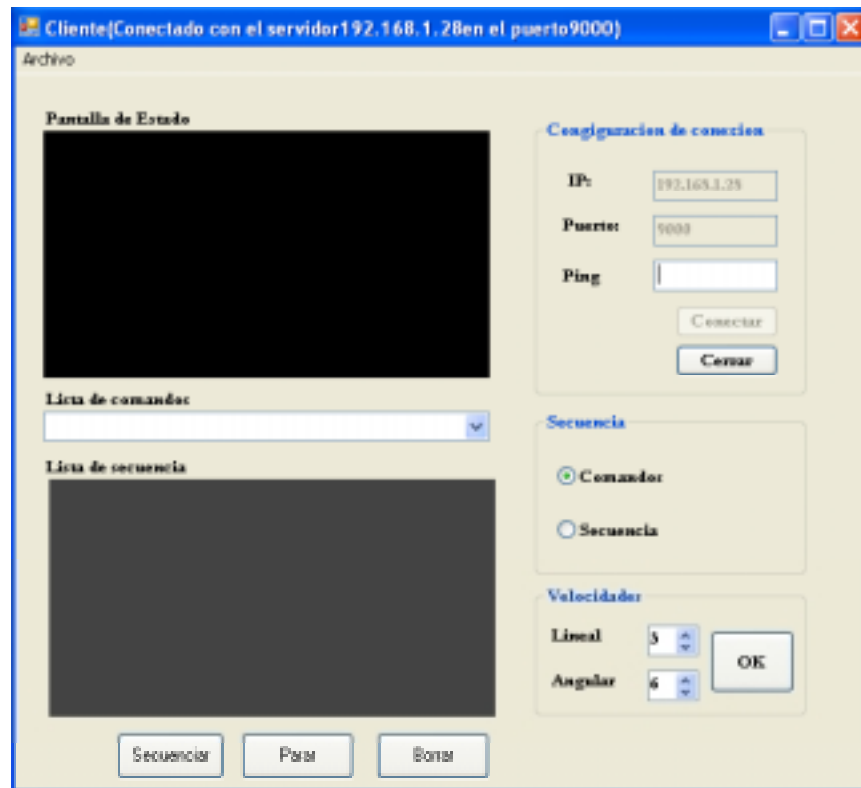 Cliente(Conectado con el servidor192.168.1.28en el puerto9000)
Archivo
Pantalla de Estado
Congiguracion de conexion
IP:
192.168.1.28
Puerto:
9000
Ping
Conectar
Cerrar
Lista de comandos
Secuencia
Comandos
Secuencia
Lista de secuencia
Velocidades
Lineal
3
Angular
6
OK
Secuenciar
Parar
Borrar